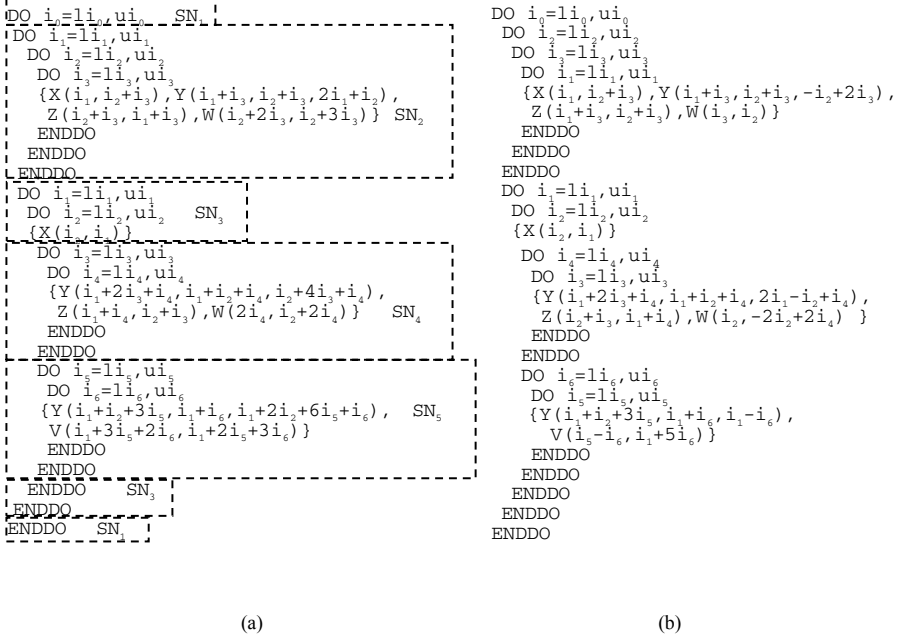 DO i₀=li₀,ui₀ SN₁
DO i₁=li₁,ui₁
DO i₂=li₂,ui₂
DO i₃=li₃,ui₃
{X(i₁,i₂+i₃),Y(i₁+i₃,i₂+i₃,2i₁+i₂),
Z(i₂+i₃,i₁+i₃),W(i₂+2i₃,i₂+3i₃)} SN₂
ENDDO
ENDDO
ENDDO
DO i₁=li₁,ui₁
DO i₂=li₂,ui₂ SN₃
{X(i₂,i₁)}
DO i₃=li₃,ui₃
DO i₄=li₄,ui₄
{Y(i₁+2i₃+i₄,i₁+i₂+i₄,i₂+4i₃+i₄),
Z(i₁+i₄,i₂+i₃),W(2i₄,i₂+2i₄)} SN₄
ENDDO
ENDDO
DO i₅=li₅,ui₅
DO i₆=li₆,ui₆
{Y(i₁+i₂+3i₅,i₁+i₆,i₁+2i₂+6i₅+i₆), SN₅
V(i₁+3i₅+2i₆,i₁+2i₅+3i₆)}
ENDDO
ENDDO
ENDDO SN₃
ENDDO
ENDDO SN₁
(a)
DO i₀=li₀,ui₀
DO i₂=li₂,ui₂
DO i₃=li₃,ui₃
DO i₁=li₁,ui₁
{X(i₁,i₂+i₃),Y(i₁+i₃,i₂+i₃,-i₂+2i₃),
Z(i₁+i₃,i₂+i₃),W(i₃,i₂)}
ENDDO
ENDDO
ENDDO
DO i₁=li₁,ui₁
DO i₂=li₂,ui₂
{X(i₂,i₁)}
DO i₄=li₄,ui₄
DO i₃=li₃,ui₃
{Y(i₁+2i₃+i₄,i₁+i₂+i₄,2i₁-i₂+i₄),
Z(i₂+i₃,i₁+i₄),W(i₂,-2i₂+2i₄) }
ENDDO
ENDDO
DO i₆=li₆,ui₆
DO i₅=li₅,ui₅
{Y(i₁+i₂+3i₅,i₁+i₆,i₁-i₆),
V(i₅-i₆,i₁+5i₆)}
ENDDO
ENDDO
ENDDO
ENDDO
ENDDO
(b)